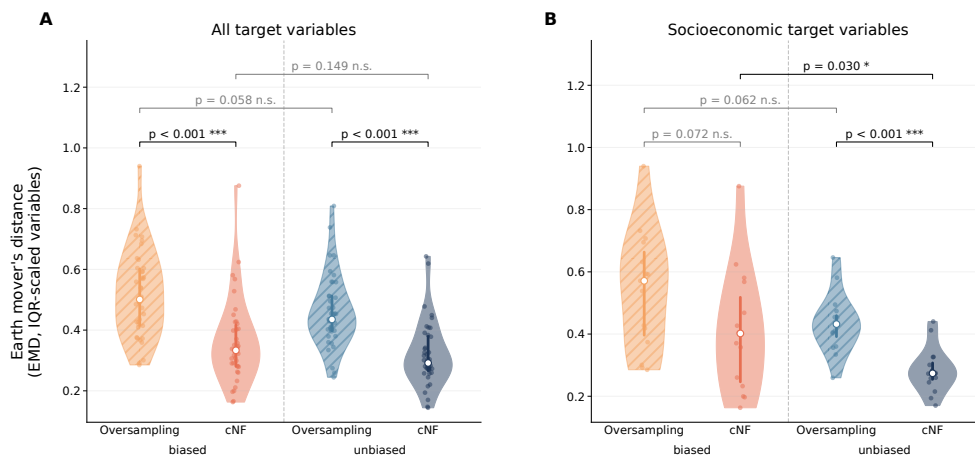 A
All target variables
Earth mover's distance
(EMD, IQR-scaled variables)
1.2
1.0
0.8
0.6
0.4
0.2
p = 0.149 n.s.
p = 0.058 n.s.
p < 0.001 ***
p < 0.001 ***
Oversampling
cNF
Oversampling
cNF
biased
unbiased
B
Socioeconomic target variables
1.2
1.0
0.8
0.6
0.4
0.2
p = 0.030 *
p = 0.062 n.s.
p = 0.072 n.s.
p < 0.001 ***
Oversampling
cNF
Oversampling
cNF
biased
unbiased